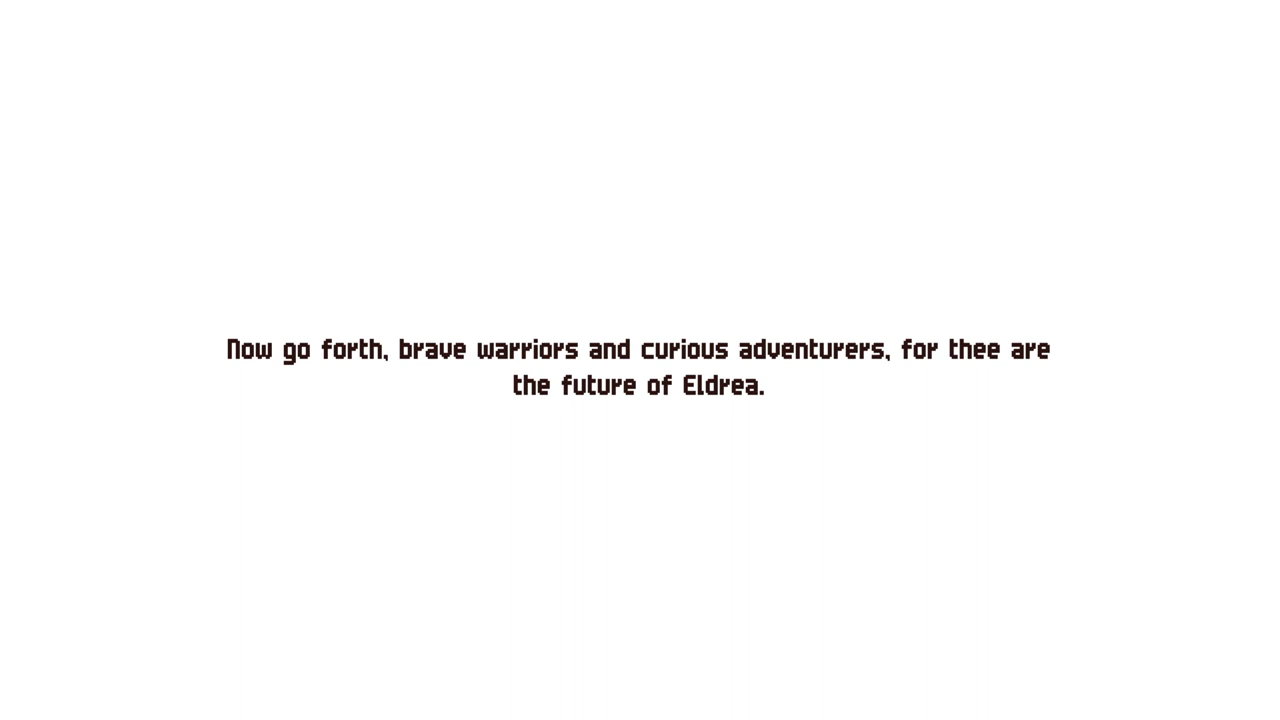 Now go forth, brave warriors and curious adventurers, for thee are
the future of Eldrea.